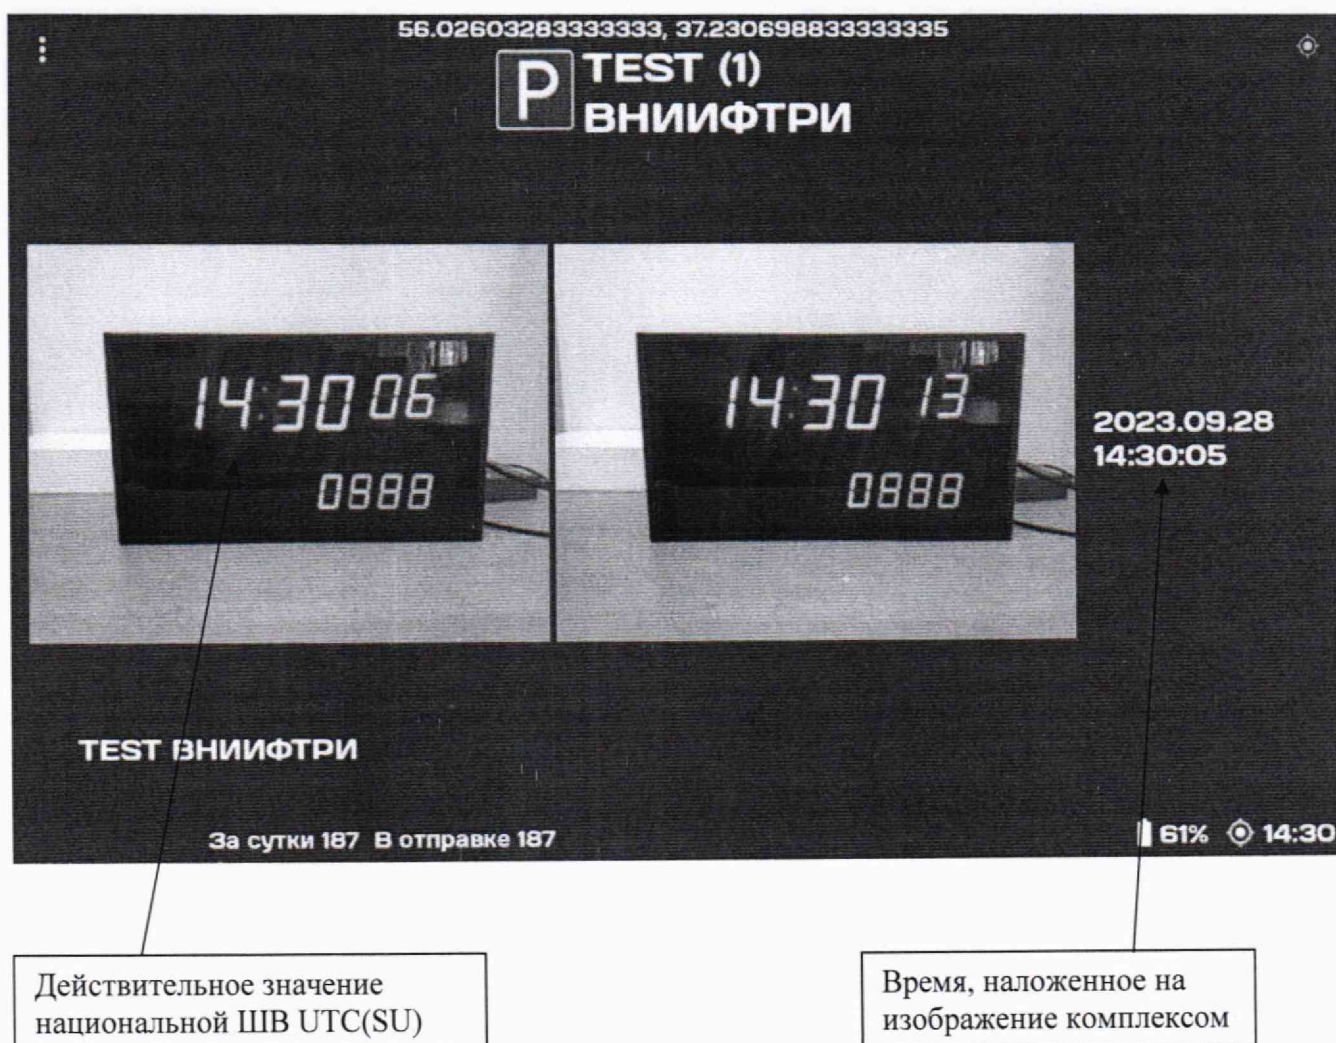 56.02603283333333, 37.230698833333335
P TEST (1)
ВНИИФТРИ
14:30 06
0888
14:30 13
0888
2023.09.28
14:30:05
TEST ВНИИФТРИ
За сутки 187 В отправке 187
61% 14:30
Действительное значение
национальной ШВ UTC(SU)
Время, наложенное на
изображение комплексом